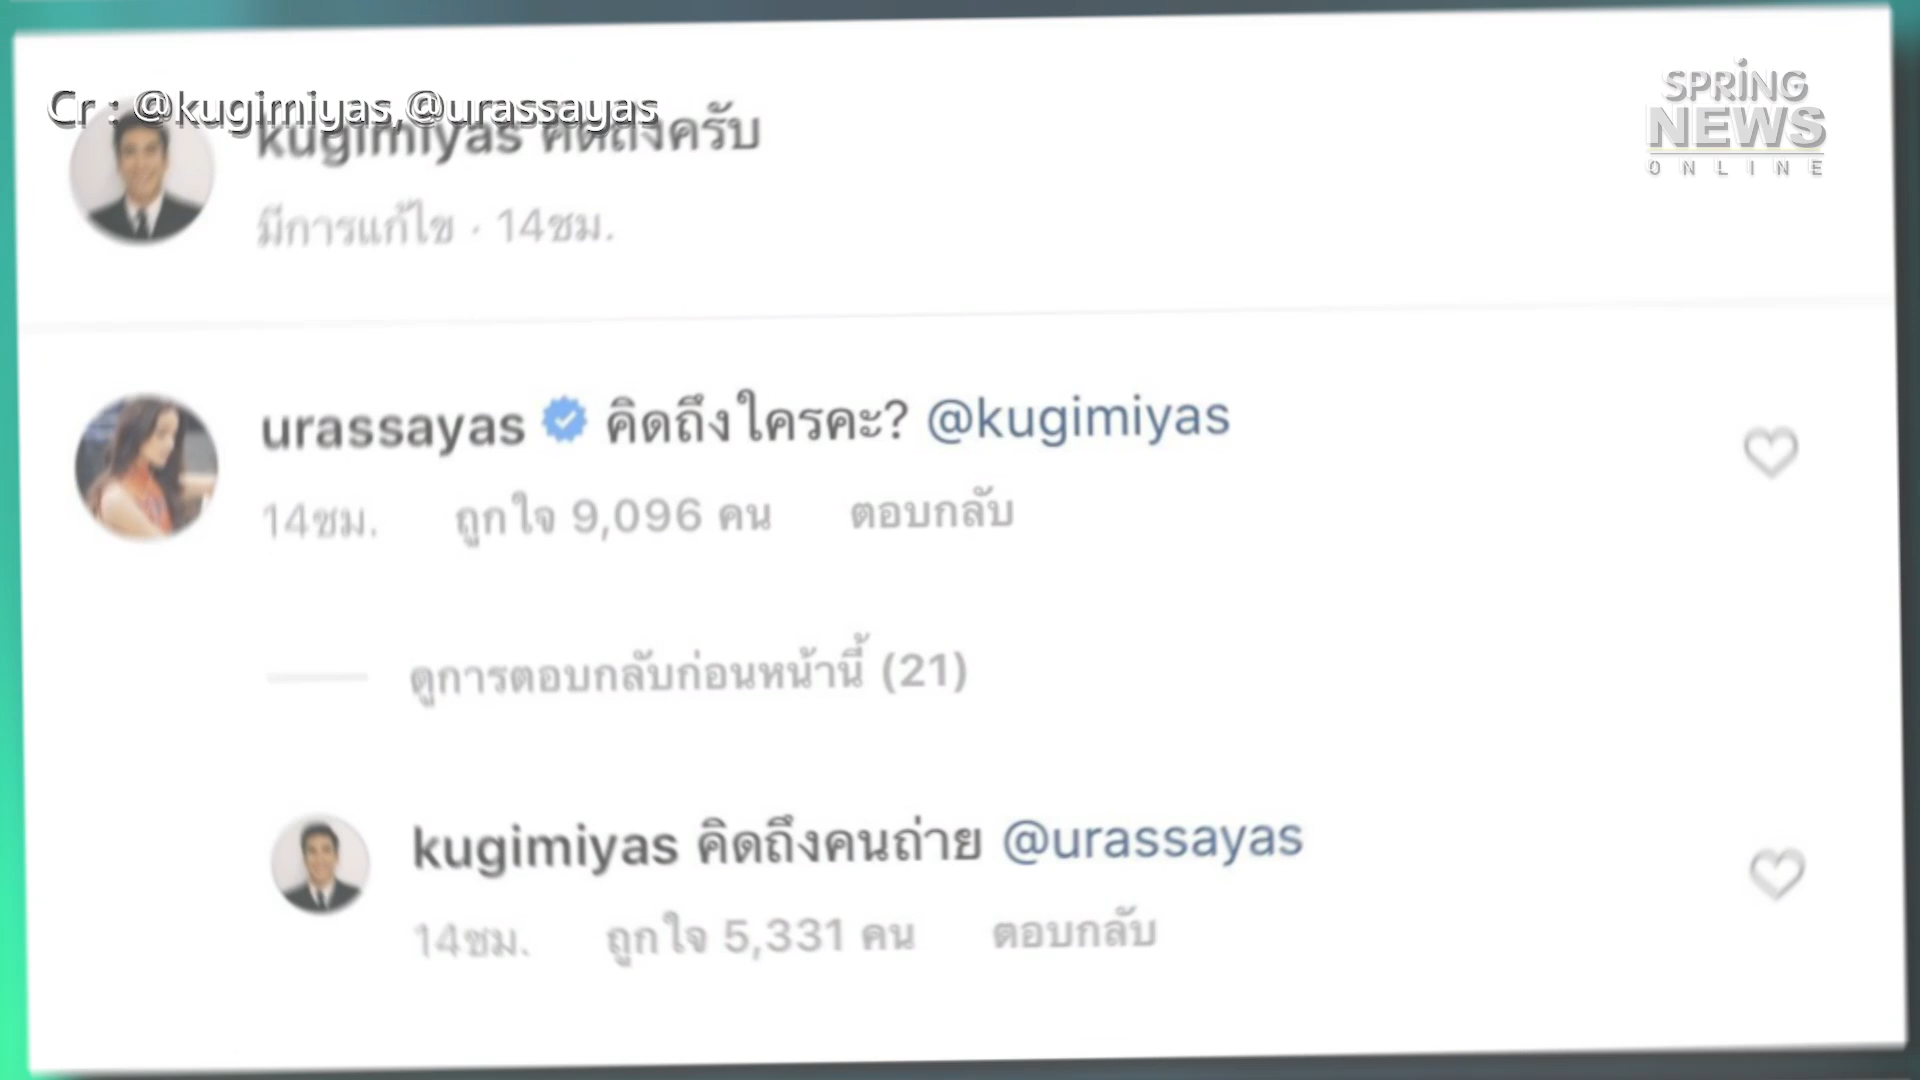 Cr : @kugimiyas,@urassayas
SPRING
NEWS
ONLINE
kugimiyas คิดถึงครับ
มีการแก้ไข · 14ชม.
urassayas คิดถึงใครคะ? @kugimiyas
14ชม. ถูกใจ 9,096 คน ตอบกลับ
ดูการตอบกลับก่อนหน้านี้ (21)
kugimiyas คิดถึงคนถ่าย @urassayas
14ชม. ถูกใจ 5,331 คน ตอบกลับ